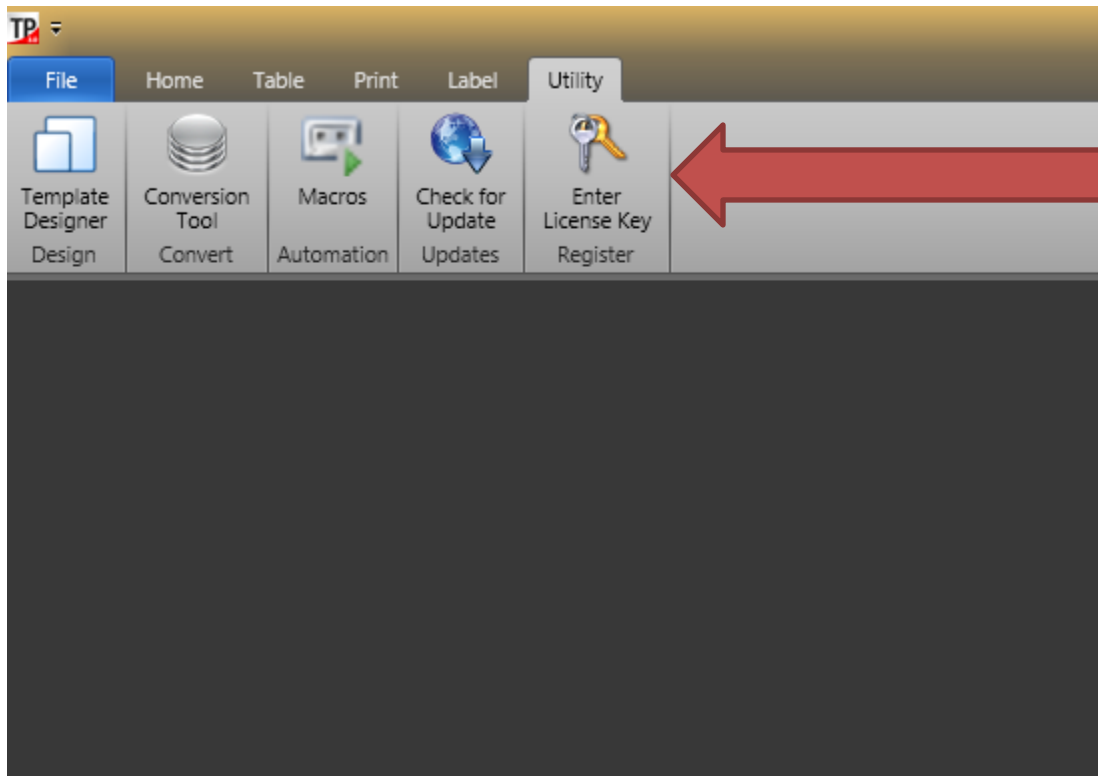 TP
File Home Table Print Label Utility
Template Designer Conversion Tool Macros Check for Update Enter License Key
Design Convert Automation Updates Register